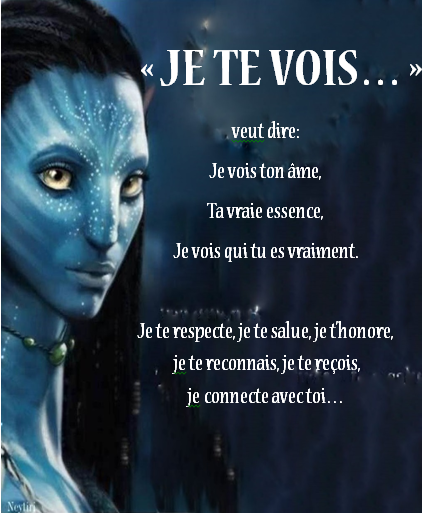 « JE TE VOIS… »
veut dire:
Je vois ton âme,
Ta vraie essence,
Je vois qui tu es vraiment.
Je te respecte, je te salue, je t'honore,
je te reconnais, je te reçois,
je connecte avec toi…